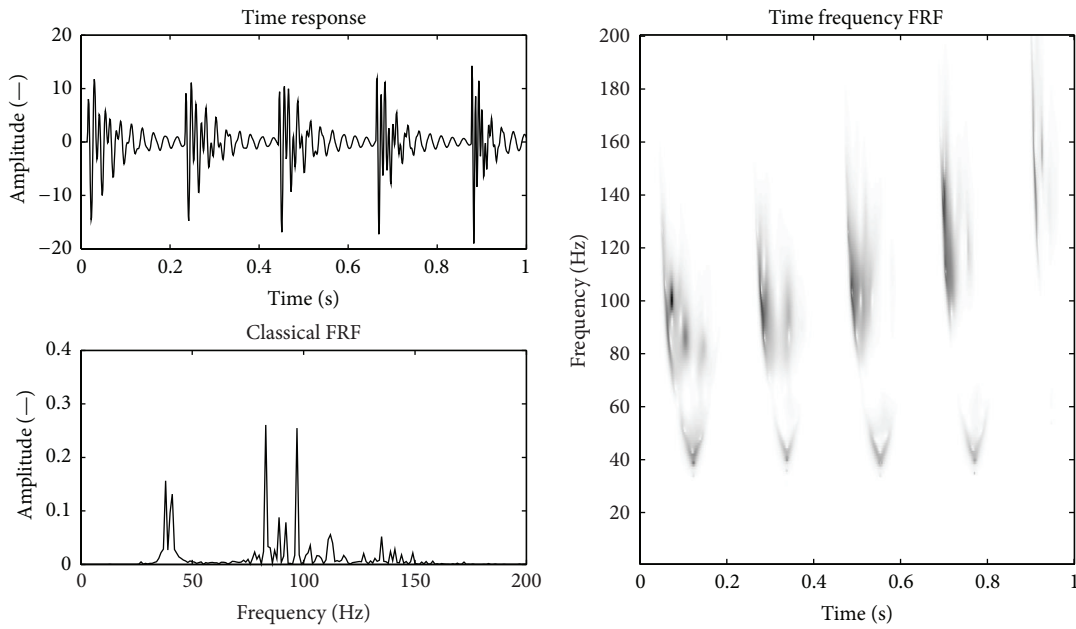 Time response
20
10
0
−10
−20
Amplitude (—)
0 0.2 0.4 0.6 0.8 1
Time (s)
Classical FRF
0.4
0.3
0.2
0.1
0
Amplitude (—)
0 50 100 150 200
Frequency (Hz)
Time frequency FRF
200
180
160
140
120
100
80
60
40
20
Frequency (Hz)
0 0.2 0.4 0.6 0.8 1
Time (s)